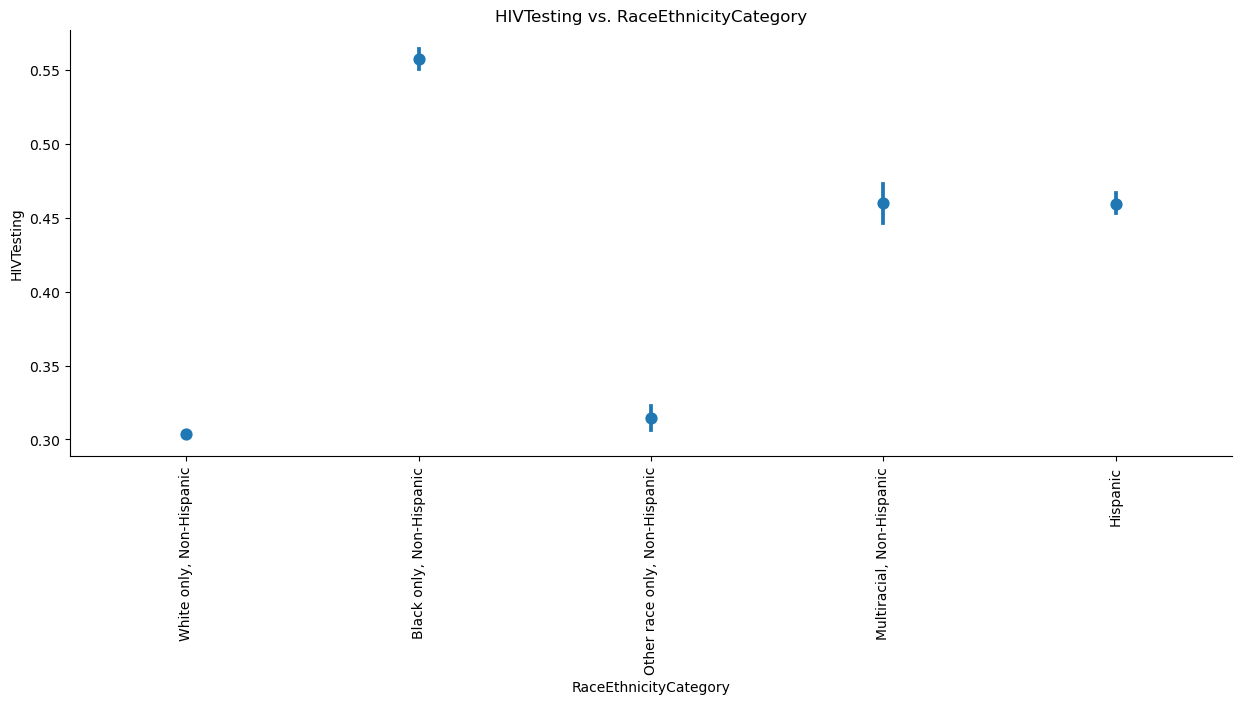 HIVTesting vs. RaceEthnicityCategory
0.55
0.50
0.45
0.40
0.35
0.30
HIVTesting
White only, Non-Hispanic
Black only, Non-Hispanic
Other race only, Non-Hispanic
Multiracial, Non-Hispanic
Hispanic
RaceEthnicityCategory